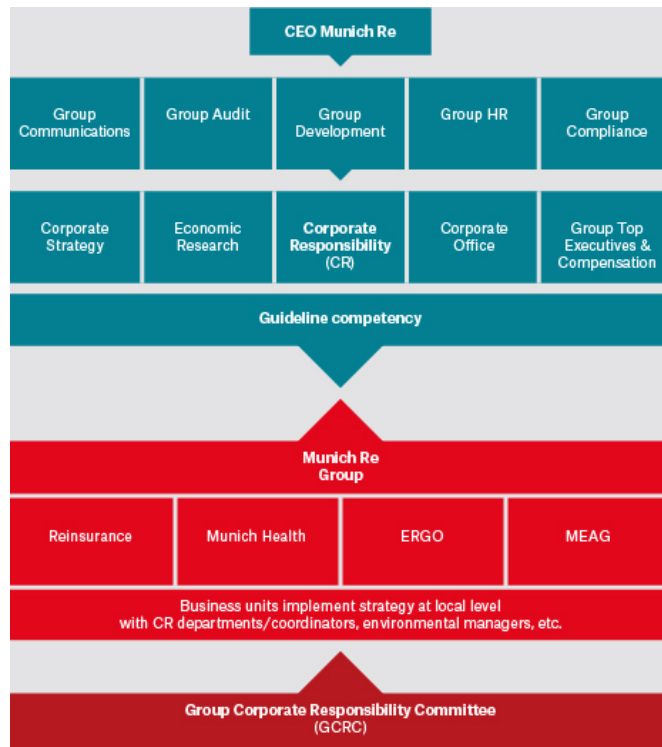 CEO Munich Re
Group
Communications
Group Audit
Group
Development
Group HR
Group
Compliance
Corporate
Strategy
Economic
Research
Corporate
Responsibility
(CR)
Corporate
Office
Group Top
Executives &
Compensation
Guideline competency
Munich Re
Group
Reinsurance
Munich Health
ERGO
MEAG
Business units implement strategy at local level
with CR departments/coordinators, environmental managers, etc.
Group Corporate Responsibility Committee
(GCRC)